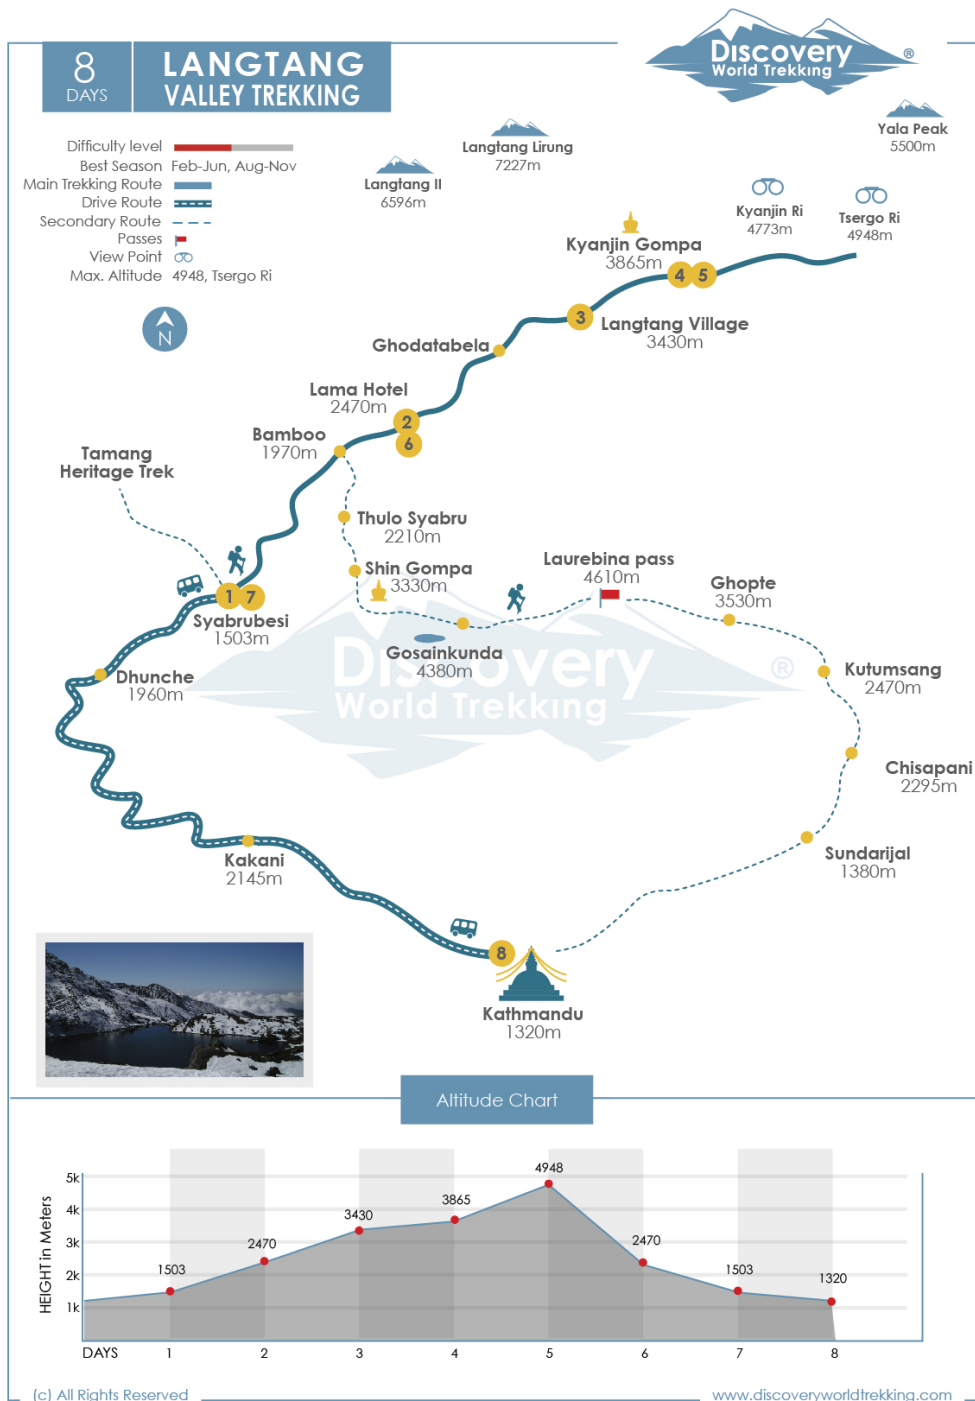 8
DAYS
LANGTANG
VALLEY TREKKING
Discovery
World Trekking
®
Difficulty level
Best Season Feb-Jun, Aug-Nov
Main Trekking Route
Drive Route
Secondary Route
Passes
View Point
Max. Altitude 4948, Tsergo Ri
N
Yala Peak
5500m
Langtang Lirung
7227m
Langtang II
6596m
Kyanjin Ri
4773m
Tsergo Ri
4948m
Kyanjin Gompa
3865m
4 5
3
Langtang Village
3430m
Ghodatabela
Lama Hotel
2470m
2
6
Bamboo
1970m
Tamang
Heritage Trek
Thulo Syabru
2210m
Shin Gompa
3330m
Laurebina pass
4610m
Ghopte
3530m
1 7
Syabrubesi
1503m
Gosainkunda
4380m
Discovery
World Trekking
®
Kutumsang
2470m
Dhunche
1960m
Chisapani
2295m
Kakani
2145m
Sundarijal
1380m
8
Kathmandu
1320m
Altitude Chart
HEIGHT in Meters
5k
4k
3k
2k
1k
1503
2470
3430
3865
4948
2470
1503
1320
DAYS 1 2 3 4 5 6 7 8
(c) All Rights Reserved
www.discoveryworldtrekking.com